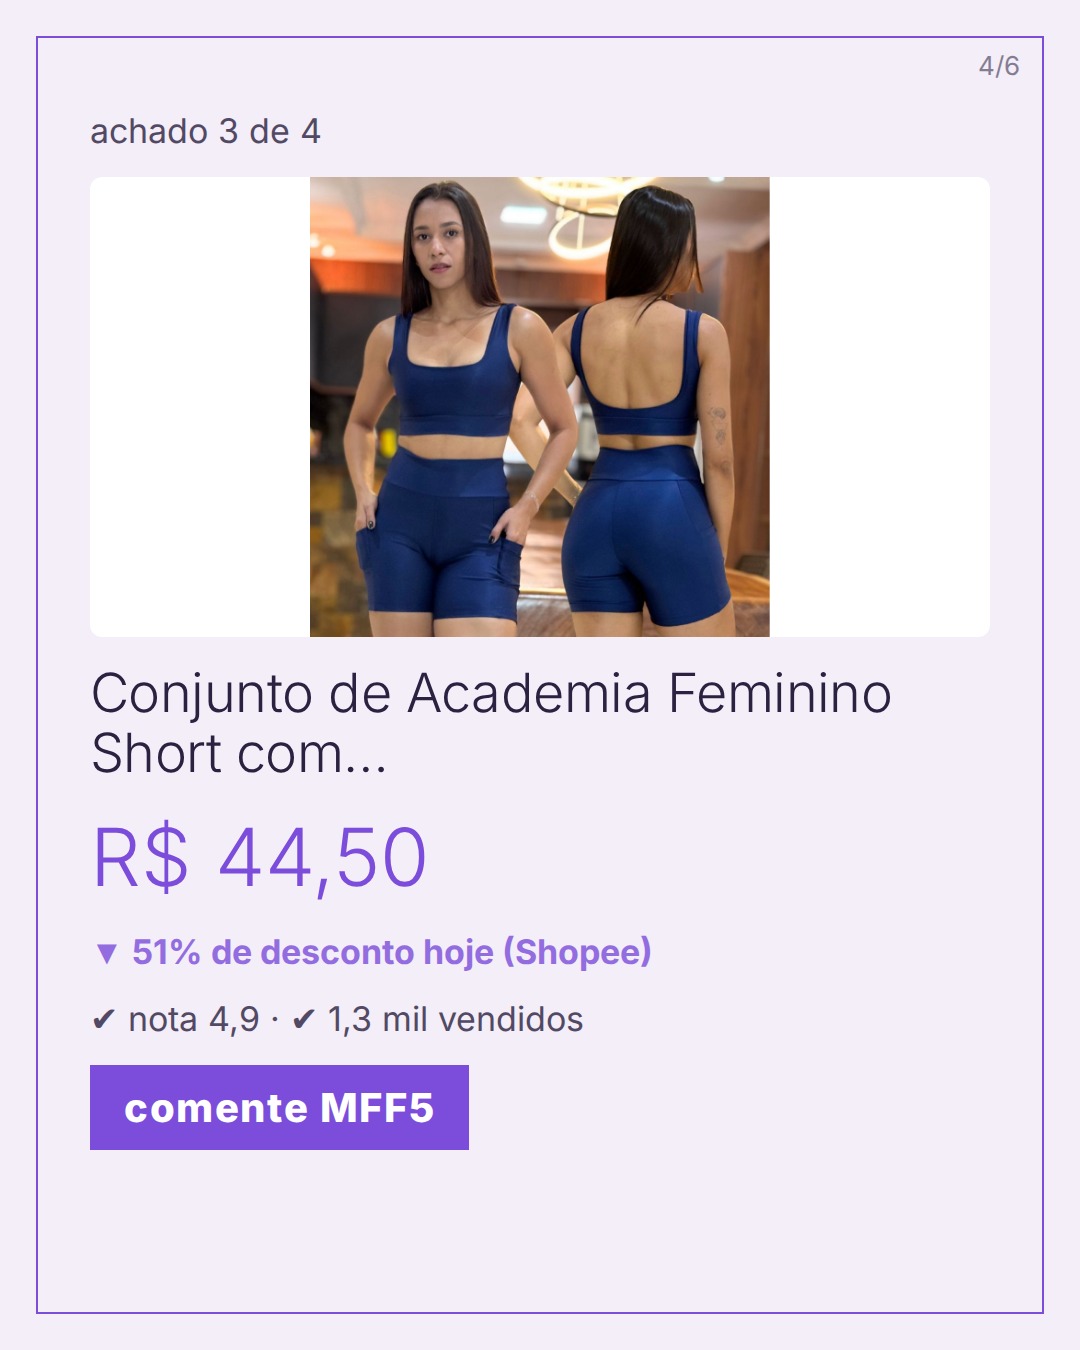 4/6
achado 3 de 4
Conjunto de Academia Feminino
Short com...
R$ 44,50
▼ 51% de desconto hoje (Shopee)
✔ nota 4,9 · ✔ 1,3 mil vendidos
comente MFF5